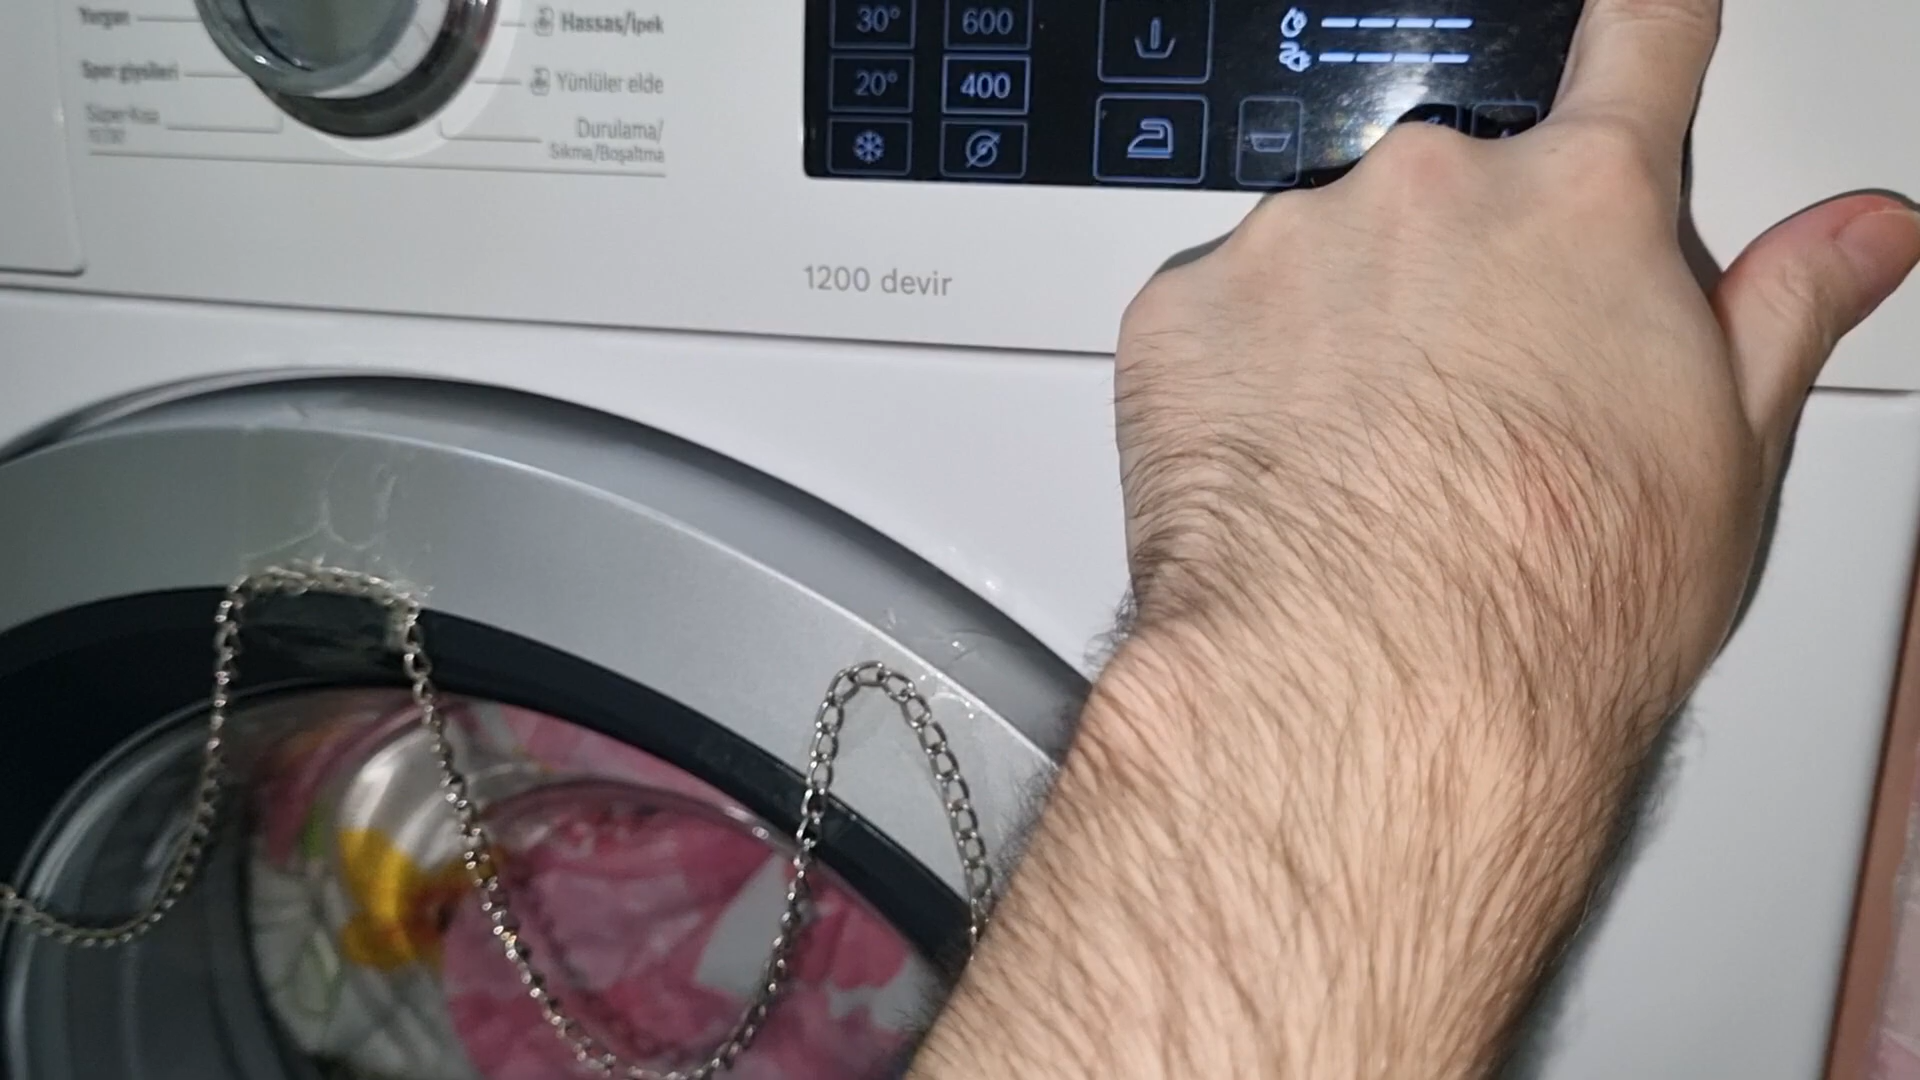 Yorgan
Hassas/İpek
Spor giysileri
Yünlüler elde
Süper Kısa
Durulama/
Sıkma/Boşaltma
30° 600
20° 400
1200 devir